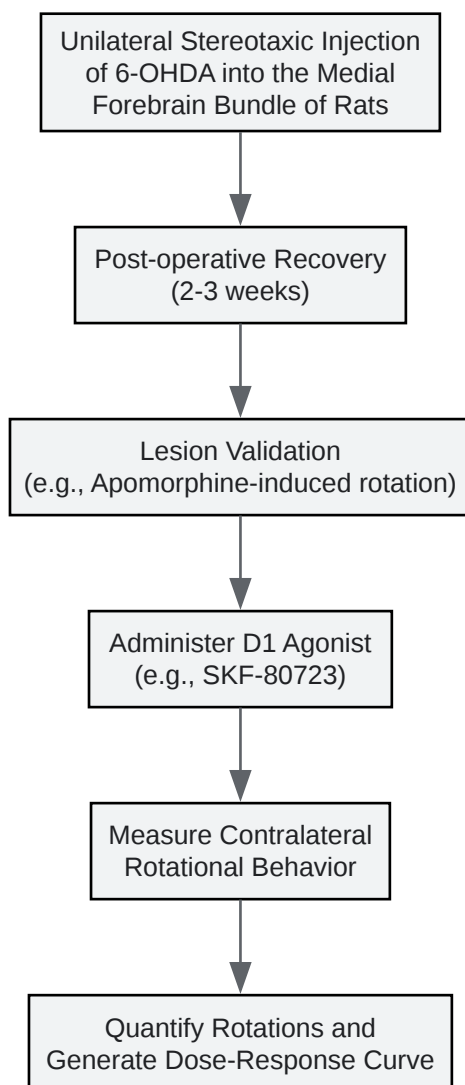 Unilateral Stereotaxic Injection
of 6-OHDA into the Medial
Forebrain Bundle of Rats
Post-operative Recovery
(2-3 weeks)
Lesion Validation
(e.g., Apomorphine-induced rotation)
Administer D1 Agonist
(e.g., SKF-80723)
Measure Contralateral
Rotational Behavior
Quantify Rotations and
Generate Dose-Response Curve